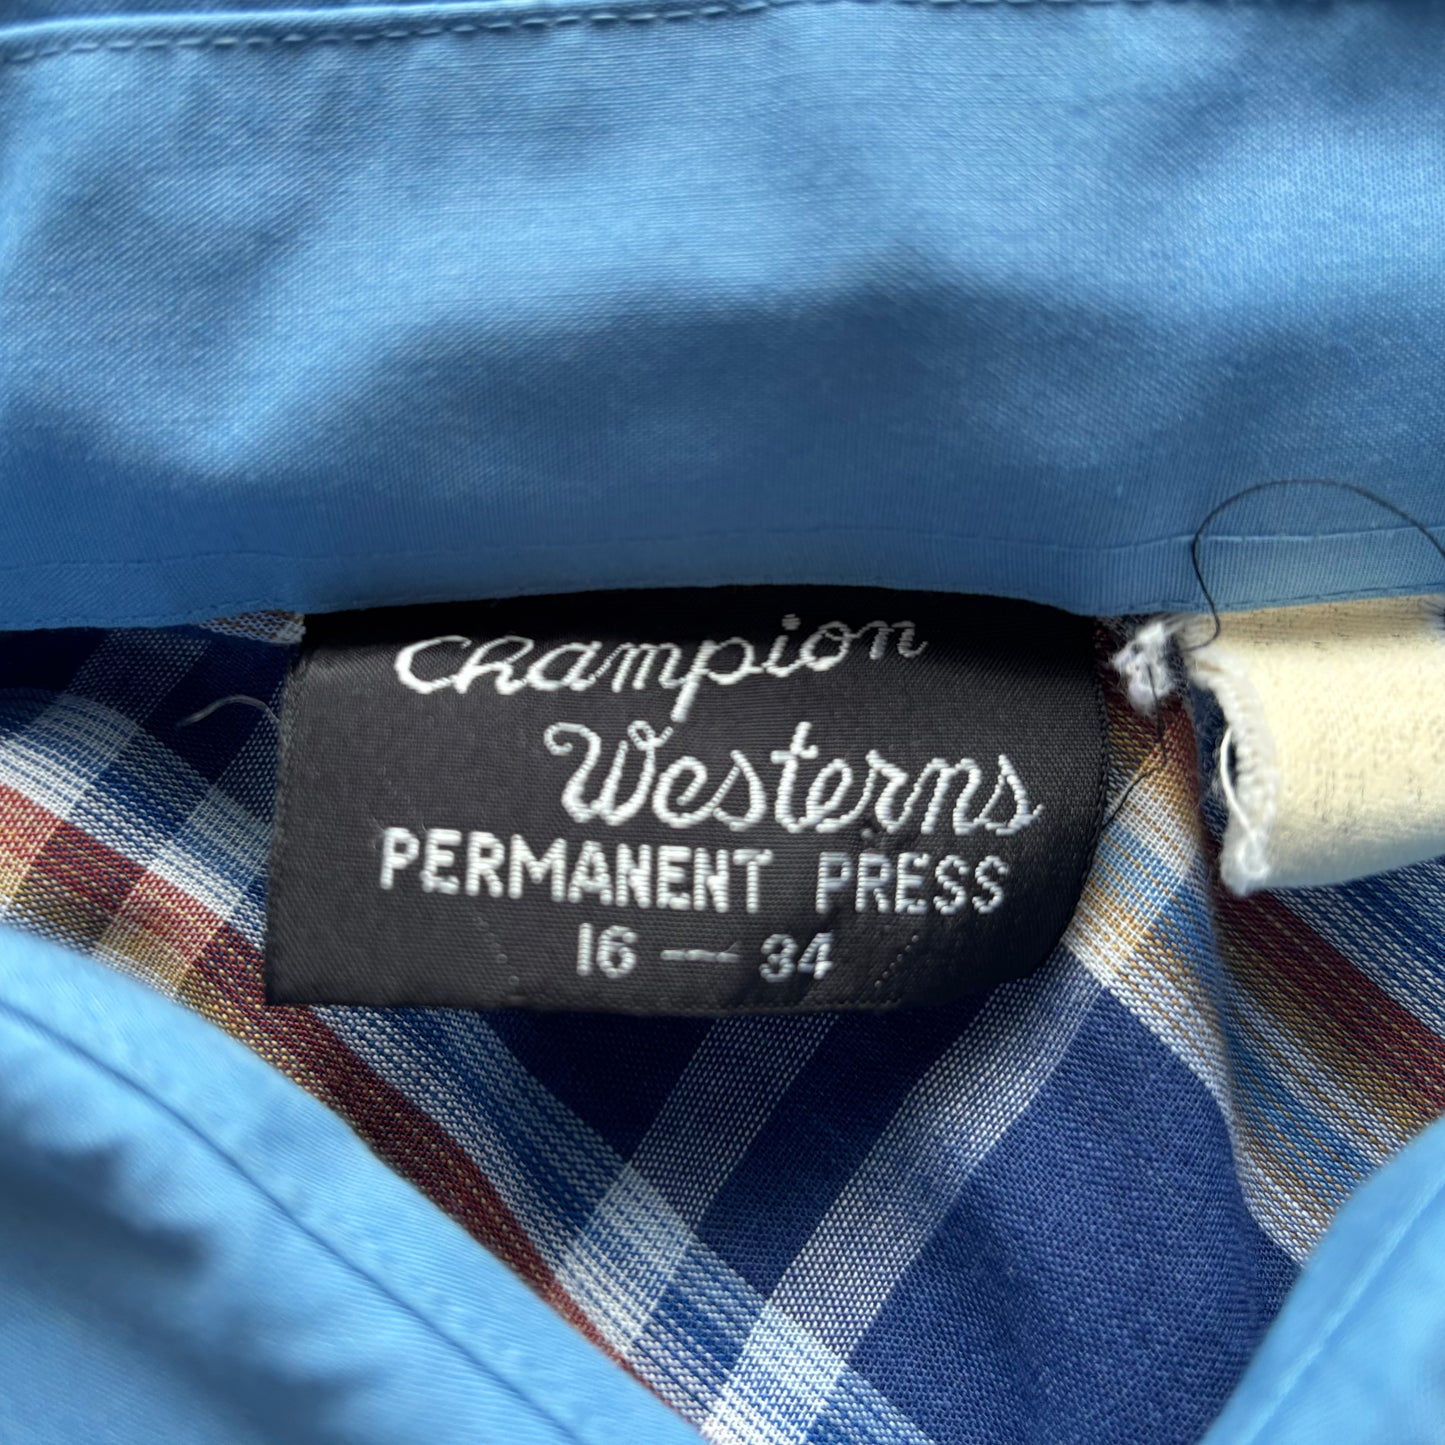 Champion
Westerns
PERMANENT PRESS
16 — 34